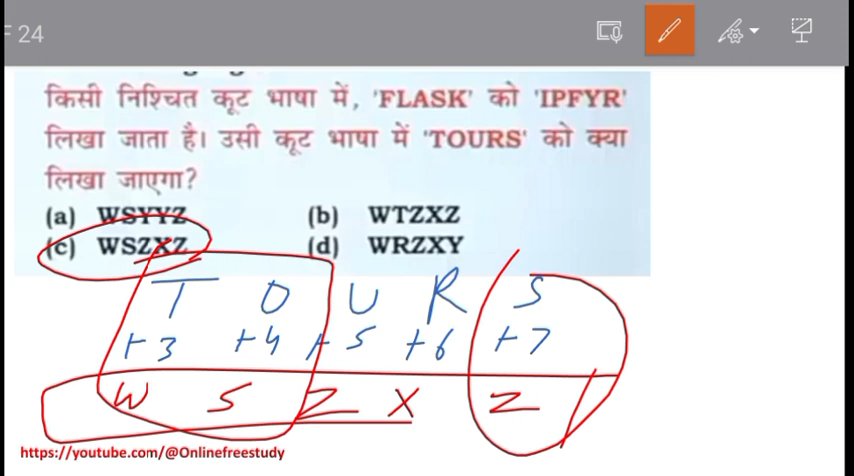 F 24
किसी निश्चित कूट भाषा में, 'FLASK' को 'IPFYR'
लिखा जाता है। उसी कूट भाषा में 'TOURS' को क्या
लिखा जाएगा?
(a) WSYYZ (b) WTZXZ
(c) WSZXZ (d) WRZXY
T O U R S
+3 +4 +5 +6 +7
W S Z X Z
https://youtube.com/@Onlinefreestudy